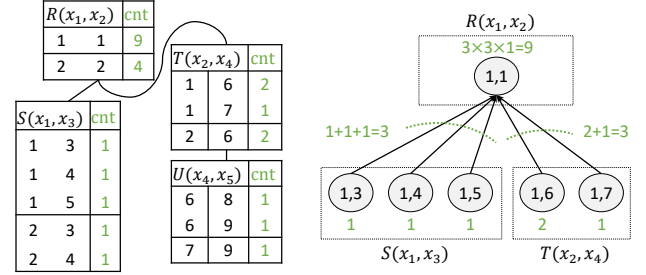 R(x₁,x₂) cnt
1 1 9
2 2 4
T(x₂,x₄) cnt
1 6 2
1 7 1
2 6 2
S(x₁,x₃) cnt
1 3 1
1 4 1
1 5 1
2 3 1
2 4 1
U(x₄,x₅) cnt
6 8 1
6 9 1
7 9 1
R(x₁,x₂)
3×3×1=9
1,1
1+1+1=3
2+1=3
1,3 1,4 1,5 1,6 1,7
1 1 1 2 1
S(x₁,x₃) T(x₂,x₄)